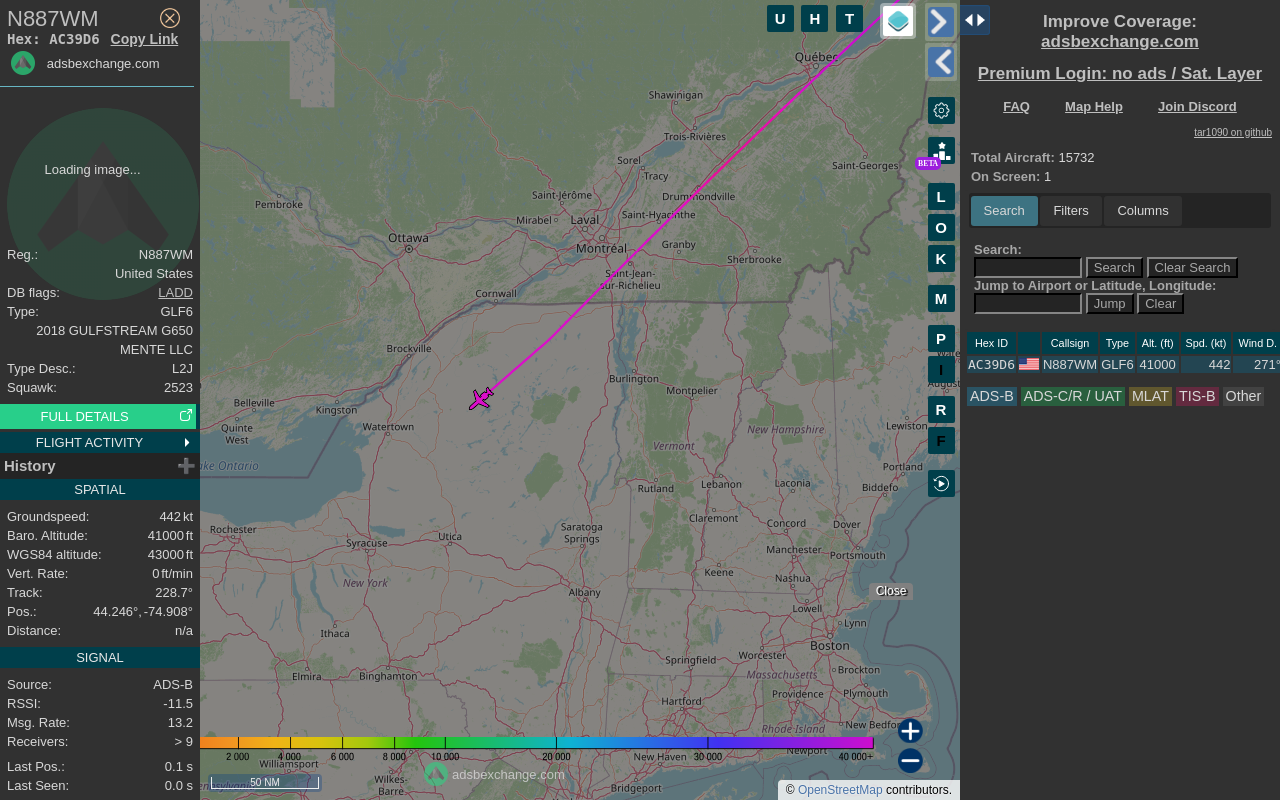 N887WM
Hex: AC39D6 Copy Link
adsbexchange.com
Loading image...
Reg.: N887WM
United States
DB flags: LADD
Type: GLF6
2018 GULFSTREAM G650
MENTE LLC
Type Desc.: L2J
Squawk: 2523
FULL DETAILS
FLIGHT ACTIVITY
History
SPATIAL
Groundspeed: 442 kt
Baro. Altitude: 41000 ft
WGS84 altitude: 43000 ft
Vert. Rate: 0 ft/min
Track: 228.7°
Pos.: 44.246°, -74.908°
Distance: n/a
SIGNAL
Source: ADS-B
RSSI: -11.5
Msg. Rate: 13.2
Receivers: > 9
Last Pos.: 0.1 s
Last Seen: 0.0 s
U H T
Québec
Shawinigan
Trois-Rivières
BETA
Sorel
Tracy
Saint-Georges
Saint-Jérôme
Drummondville
Pembroke
Mirabel
Laval
Saint-Hyacinthe
L
Ottawa
Montréal
Granby
O
Sherbrooke
K
Saint-Jean-
sur-Richelieu
Cornwall
M
Brockville
P
I
Burlington
Montpelier
Belleville
Kingston
R
Quinte
West
Watertown
New Hampshire
Lewiston
F
Vermont
Lake Ontario
Portland
Rutland
Lebanon
Laconia
Biddefo
Claremont
Concord
Dover
Rochester
Syracuse
Utica
Saratoga
Springs
Manchester
Portsmouth
Keene
Nashua
New York
Albany
Close
Lowell
Lynn
Ithaca
Boston
Springfield
Worcester
Elmira
Binghamton
Massachusetts
Brockton
Providence
Plymouth
Hartford
Rhode Island
New Bedfor
Newport
2 000 4 000 6 000 8 000 10 000 20 000 30 000 40 000+
New Haven
Williamsport
adsbexchange.com
50 NM
Wilkes-
Barre
Bridgeport
© OpenStreetMap contributors.
Improve Coverage:
adsbexchange.com
Premium Login: no ads / Sat. Layer
FAQ Map Help Join Discord
tar1090 on github
Total Aircraft: 15732
On Screen: 1
Search Filters Columns
Search:
Search Clear Search
Jump to Airport or Latitude, Longitude:
Jump Clear
Hex ID Callsign Type Alt. (ft) Spd. (kt) Wind D.
AC39D6 N887WM GLF6 41000 442 271°
ADS-B ADS-C/R / UAT MLAT TIS-B Other